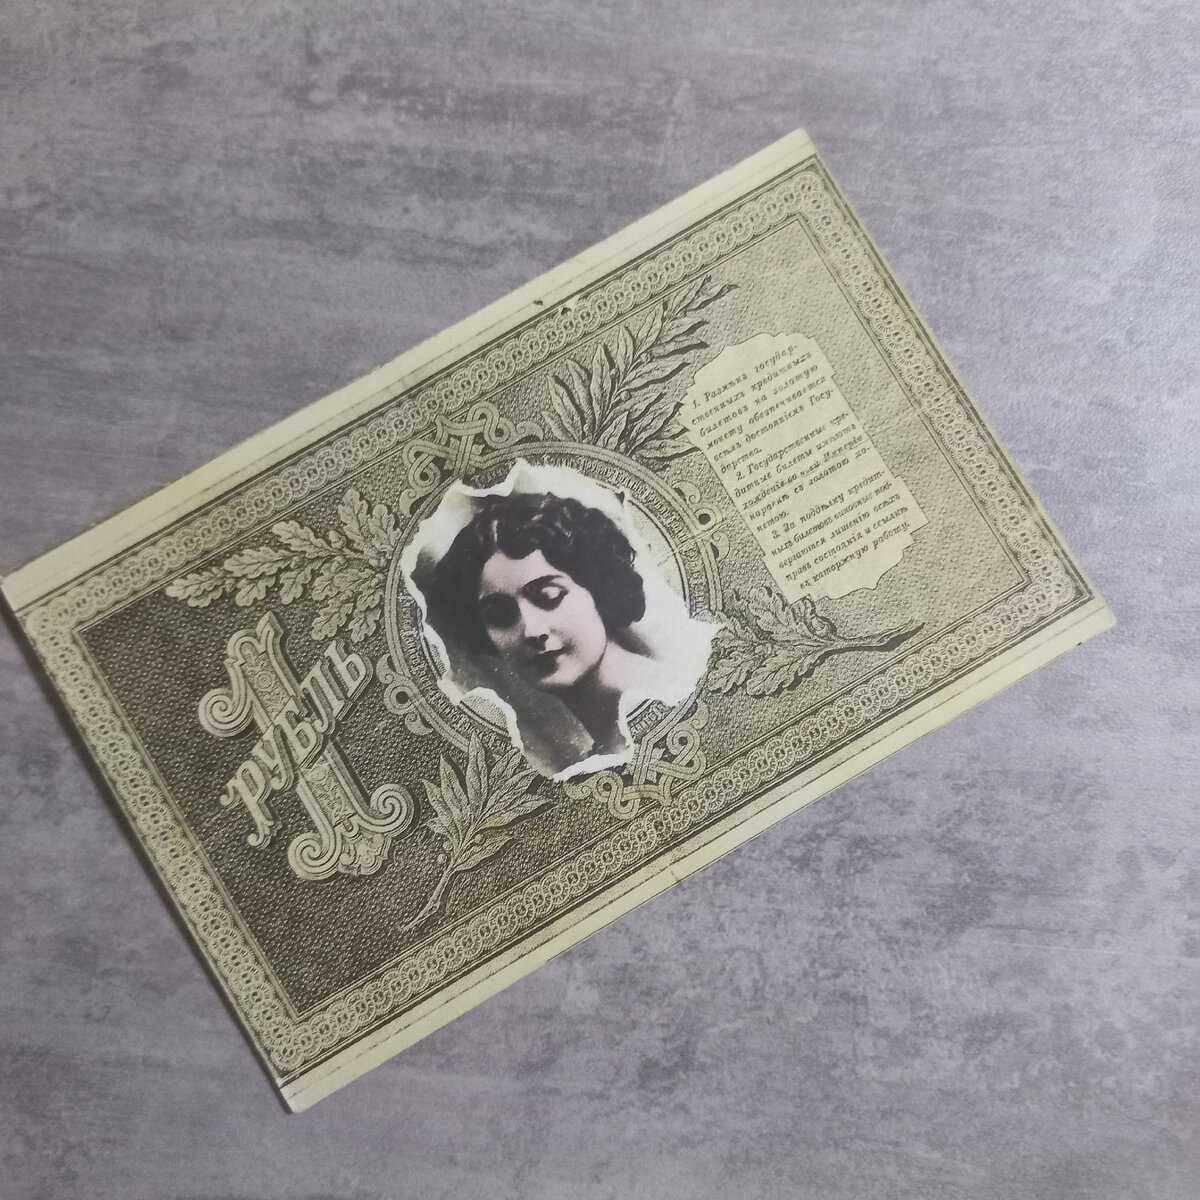 1
РУБЛЬ
1. Размѣнъ государ-
ственныхъ кредитныхъ
билетовъ на золотую
монету обезпечивается
всѣмъ достояніемъ Госу-
дарства.
2. Государственные кре-
дитные билеты имѣютъ
хожденіе во всей Имперіи
наравнѣ съ золотою мо-
нетою.
3. За поддѣлку кредит-
ныхъ билетовъ виновные под-
вергаются лишенію всѣхъ
правъ состоянія и ссылкѣ
въ каторжную работу.